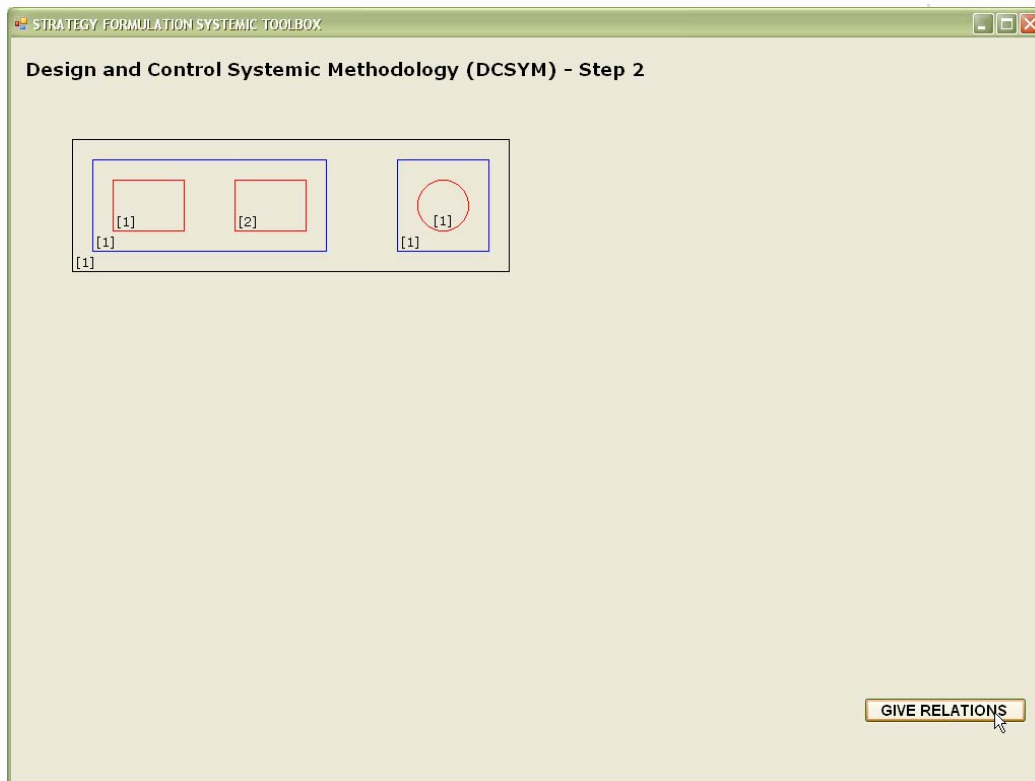 STRATEGY FORMULATION SYSTEMIC TOOLBOX
Design and Control Systemic Methodology (DCSYM) - Step 2
[1] [2] [1]
[1] [1]
[1]
GIVE RELATIONS